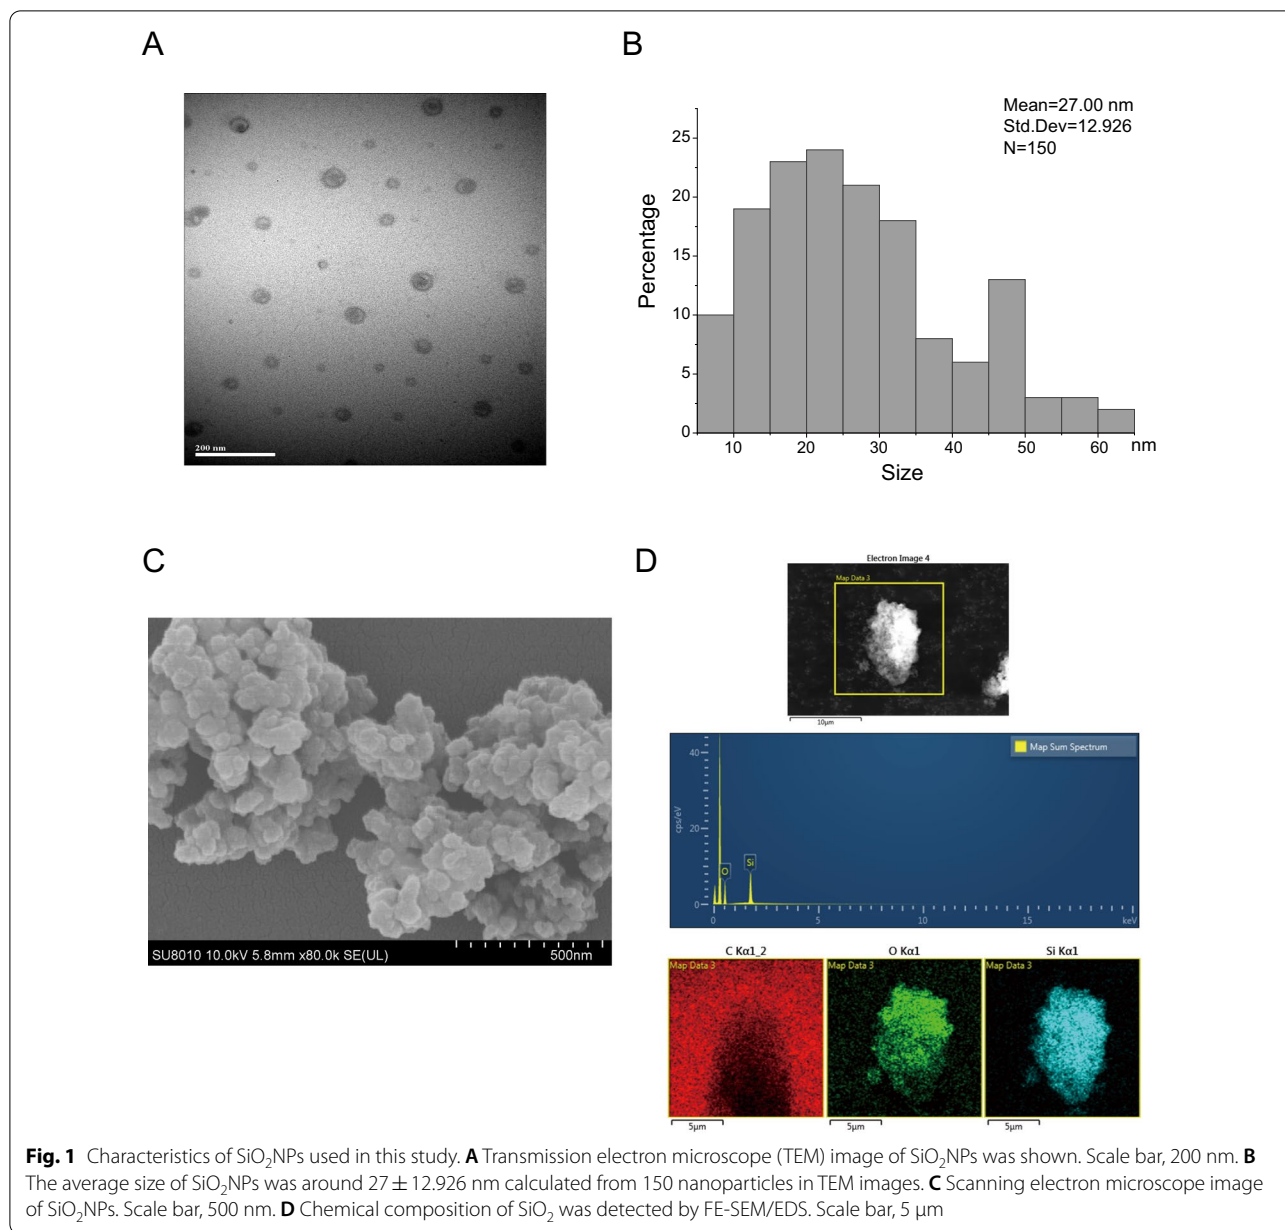 A
200 nm
B
Mean=27.00 nm
Std.Dev=12.926
N=150
Percentage
25
20
15
10
5
0
10 20 30 40 50 60 nm
Size
C
SU8010 10.0kV 5.8mm x80.0k SE(UL) 500nm
D
Electron Image 4
Map Data 3
10µm
Map Sum Spectrum
cps/eV
40
20
0
O
Si
0 5 10 15 keV
C Kα1_2
Map Data 3
5µm
O Kα1
Map Data 3
5µm
Si Kα1
Map Data 3
5µm
Fig. 1 Characteristics of SiO₂NPs used in this study. A Transmission electron microscope (TEM) image of SiO₂NPs was shown. Scale bar, 200 nm. B
The average size of SiO₂NPs was around 27 ± 12.926 nm calculated from 150 nanoparticles in TEM images. C Scanning electron microscope image
of SiO₂NPs. Scale bar, 500 nm. D Chemical composition of SiO₂ was detected by FE-SEM/EDS. Scale bar, 5 µm